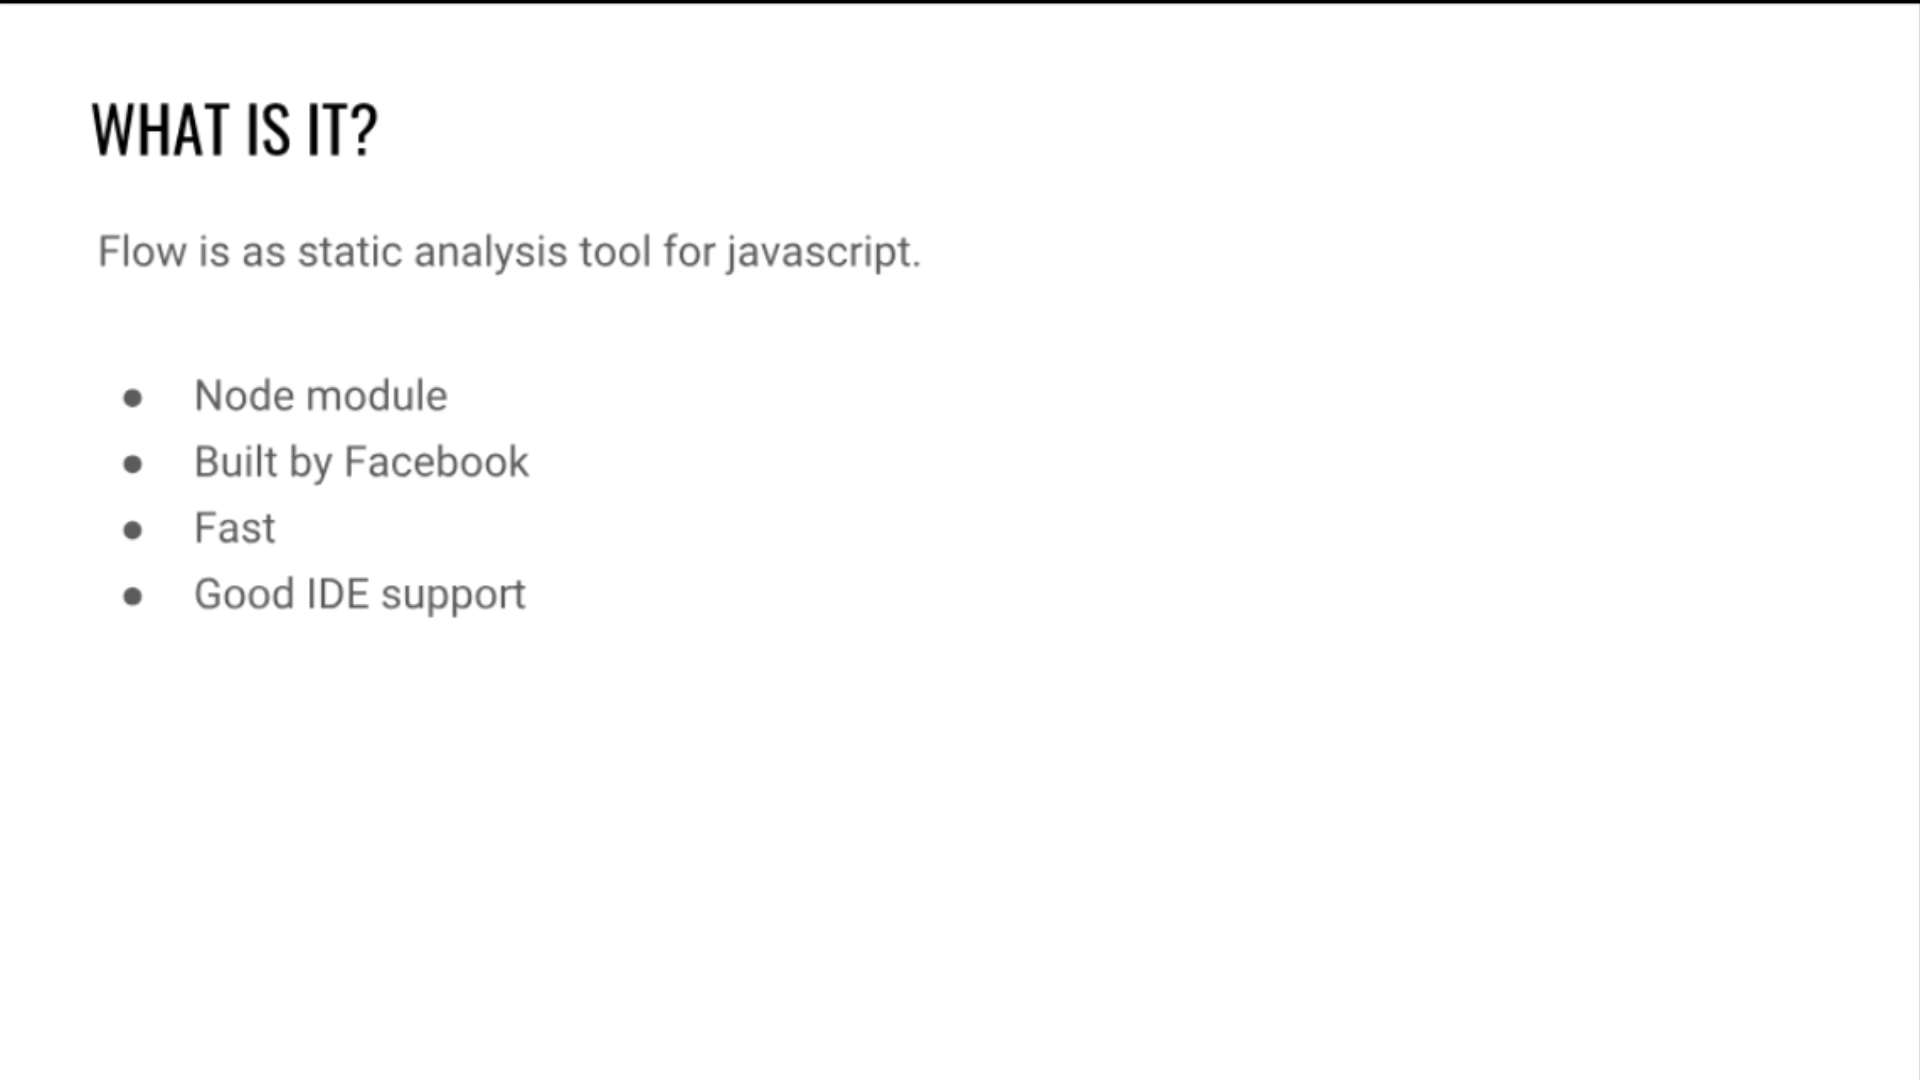 WHAT IS IT?
Flow is as static analysis tool for javascript.
● Node module
● Built by Facebook
● Fast
● Good IDE support